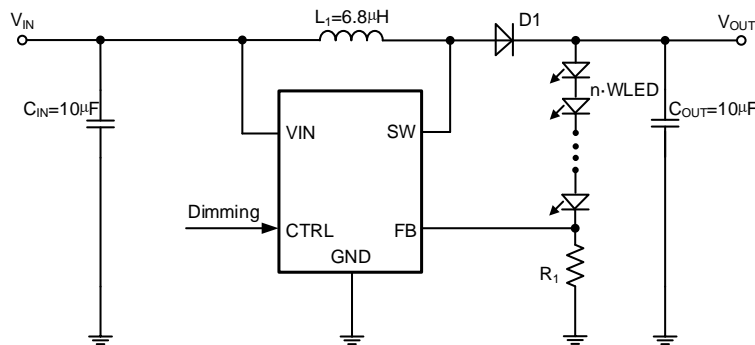 VIN
L1=6.8μH
D1
VOUT
n·WLED
CIN=10μF
COUT=10μF
VIN
SW
Dimming
CTRL
FB
GND
R1